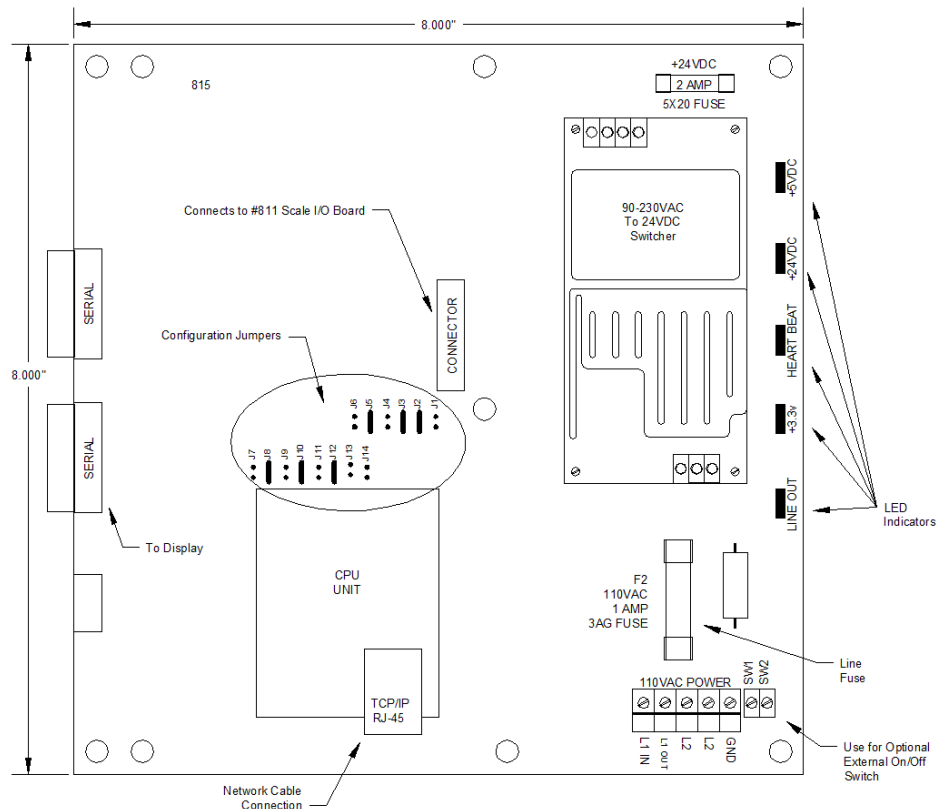 8.000"
815
+24VDC
2 AMP
5X20 FUSE
+5VDC
90-230VAC
To 24VDC
Switcher
Connects to #811 Scale I/O Board
+24VDC
SERIAL
CONNECTOR
HEART BEAT
Configuration Jumpers
8.000"
J6
J5
J4
J3
J2
J1
+3.3v
SERIAL
J7
J8
J9
J10
J11
J12
J13
J14
LINE OUT
LED
Indicators
To Display
CPU
UNIT
F2
110VAC
1 AMP
3AG FUSE
Line
Fuse
110VAC POWER
SW1
SW2
TCP/IP
RJ-45
L1 IN
L1 OUT
L2
L2
GND
Use for Optional
External On/Off
Switch
Network Cable
Connection